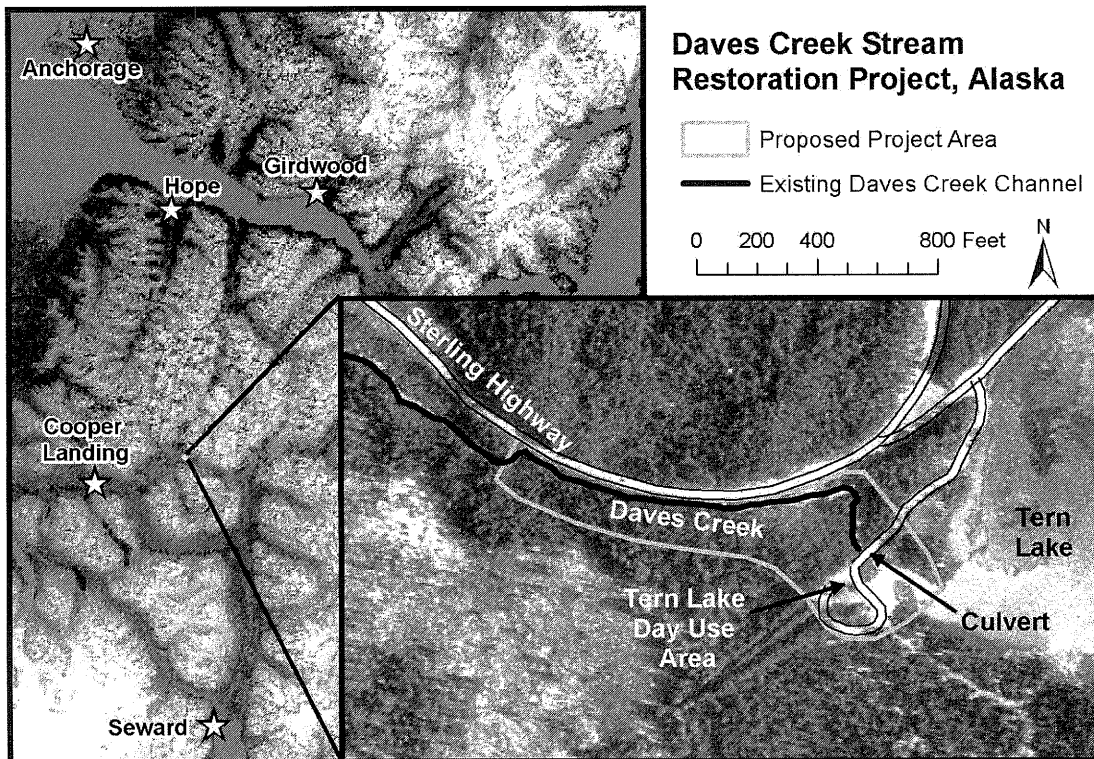 Daves Creek Stream
Restoration Project, Alaska
Proposed Project Area
Existing Daves Creek Channel
0 200 400 800 Feet
N
Anchorage
Girdwood
Hope
Cooper
Landing
Seward
Sterling Highway
Daves Creek
Tern
Lake
Tern Lake
Day Use
Area
Culvert